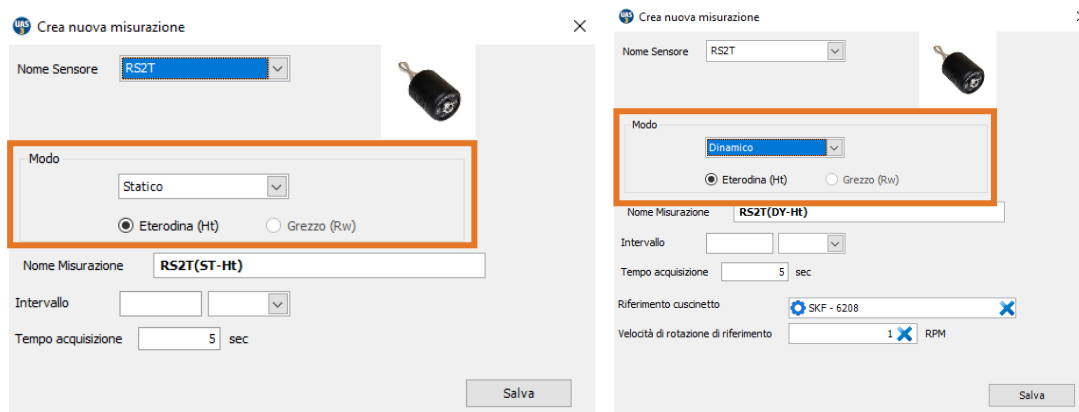 UAS 3 Crea nuova misurazione
Nome Sensore RS2T
Modo
Statico
Eterodina (Ht) Grezzo (Rw)
Nome Misurazione RS2T(ST-Ht)
Intervallo
Tempo acquisizione 5 sec
Salva
Crea nuova misurazione
Nome Sensore RS2T
Modo
Dinamico
Eterodina (Ht) Grezzo (Rw)
Nome Misurazione RS2T(DY-Ht)
Intervallo
Tempo acquisizione 5 sec
Riferimento cuscinetto SKF - 6208
Velocità di rotazione di riferimento 1 RPM
Salva